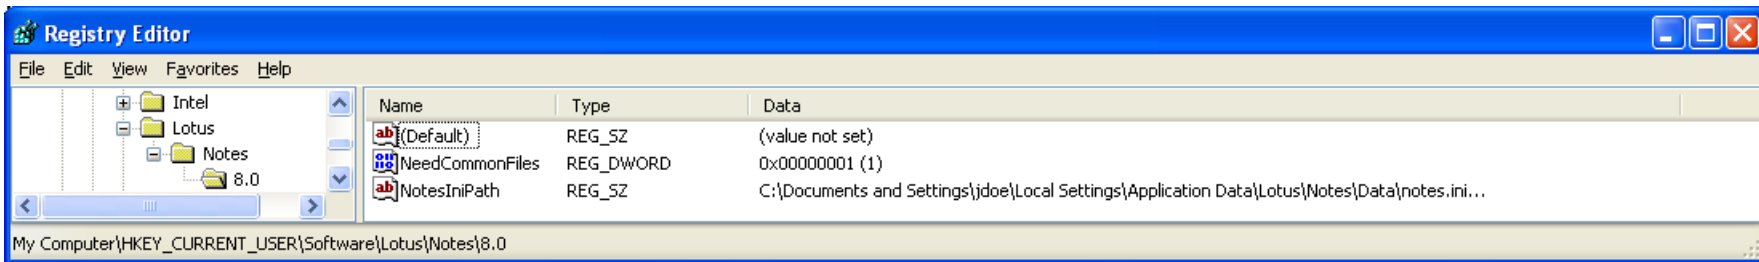 Registry Editor
File Edit View Favorites Help
Intel
Lotus
Notes
8.0
Name Type Data
(Default) REG_SZ (value not set)
NeedCommonFiles REG_DWORD 0x00000001 (1)
NotesIniPath REG_SZ C:\Documents and Settings\jdoe\Local Settings\Application Data\Lotus\Notes\Data\notes.ini...
My Computer\HKEY_CURRENT_USER\Software\Lotus\Notes\8.0